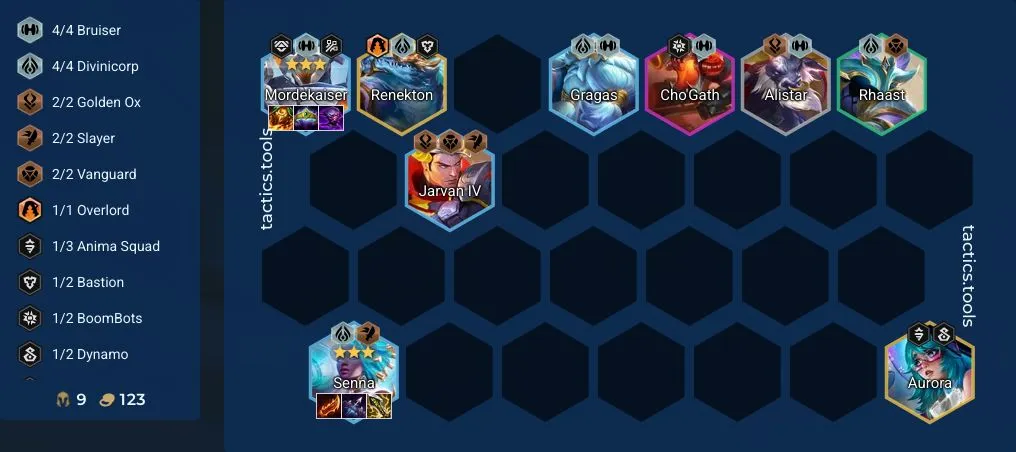 4/4 Bruiser
4/4 Divinicorp
2/2 Golden Ox
2/2 Slayer
2/2 Vanguard
1/1 Overlord
1/3 Anima Squad
1/2 Bastion
1/2 BoomBots
1/2 Dynamo
9 123
Mordekaiser
Renekton
Gragas
Cho'Gath
Alistar
Rhaast
Jarvan IV
tactics.tools
tactics.tools
Senna
Aurora